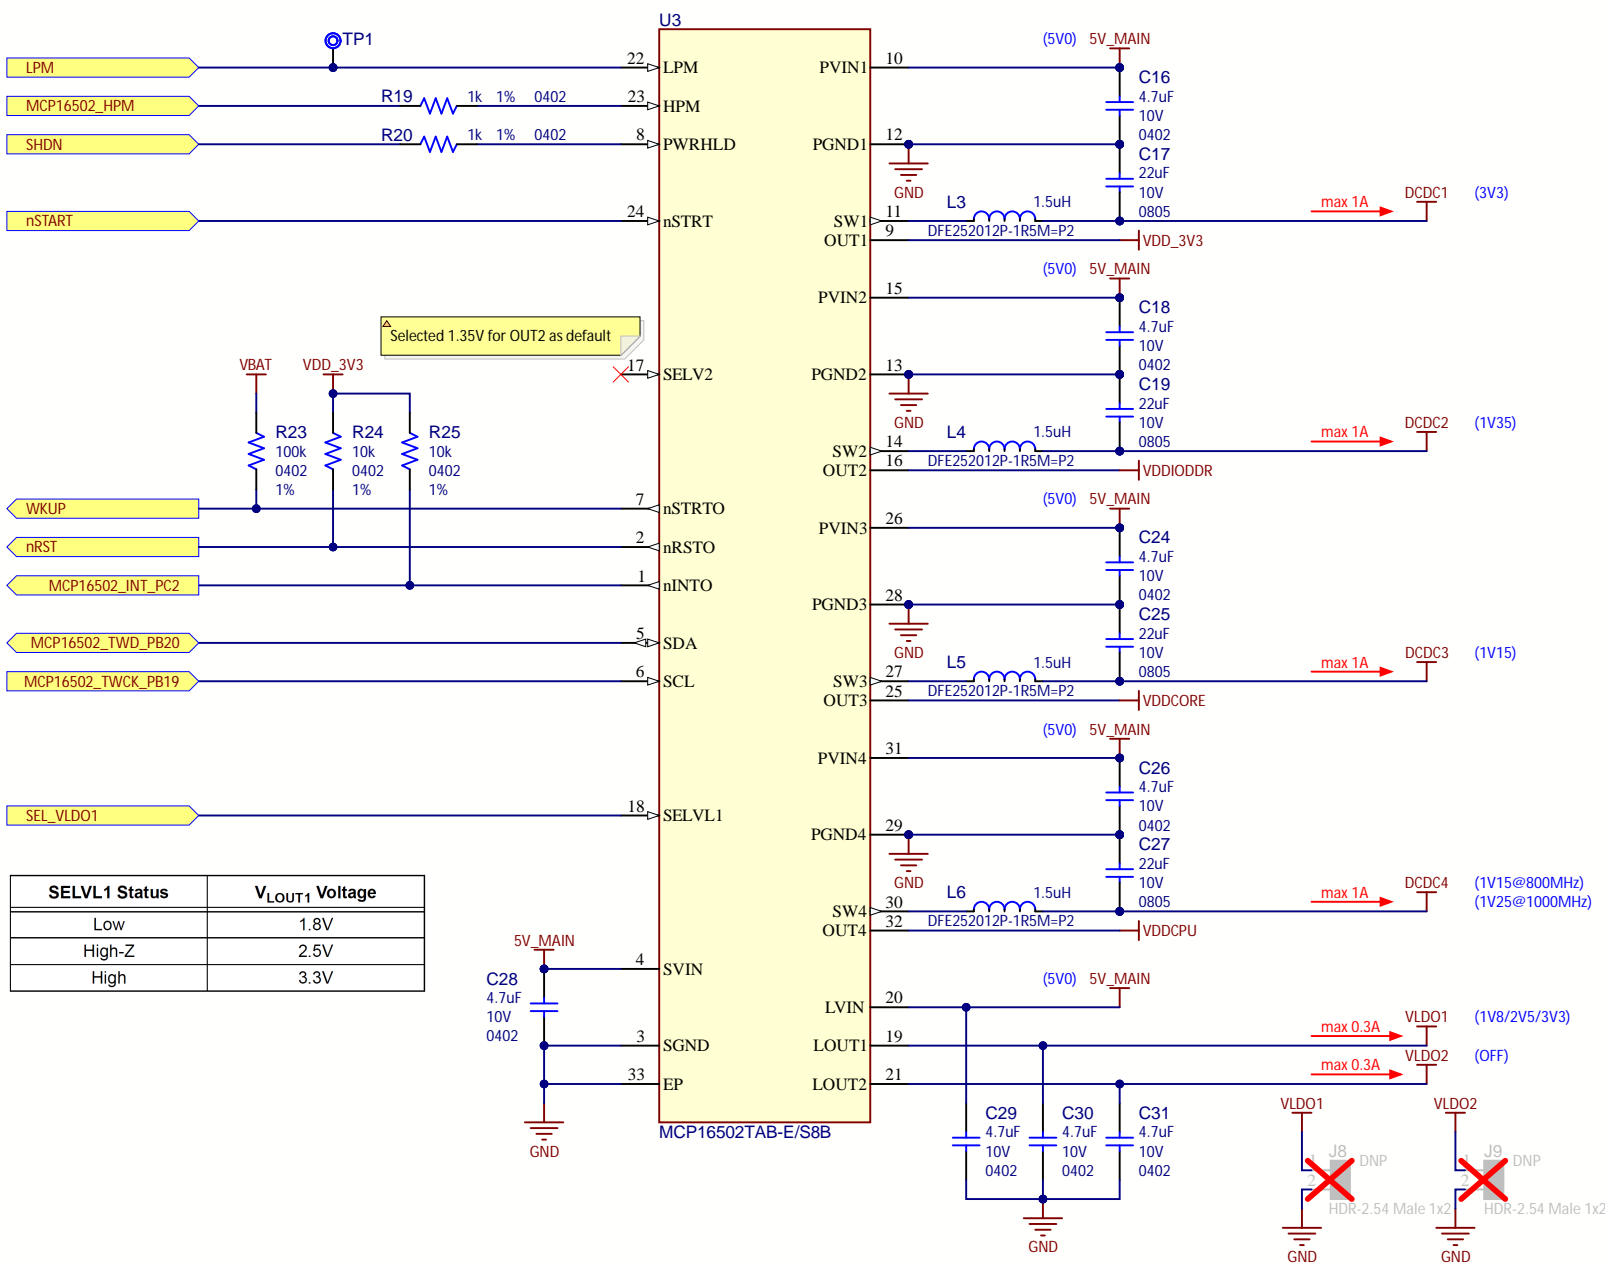 U3
TP1
LPM
22
LPM
MCP16502_HPM
R19
1k 1% 0402
23
HPM
SHDN
R20
1k 1% 0402
8
PWRHLD
nSTART
24
nSTRT
Selected 1.35V for OUT2 as default
17
SELV2
VBAT
VDD_3V3
R23
100k
0402
1%
R24
10k
0402
1%
R25
10k
0402
1%
WKUP
7
nSTRTO
nRST
2
nRSTO
MCP16502_INT_PC2
1
nINTO
MCP16502_TWD_PB20
5
SDA
MCP16502_TWCK_PB19
6
SCL
SEL_VLDO1
18
SELVL1
SELVL1 Status VLOUT1 Voltage
Low 1.8V
High-Z 2.5V
High 3.3V
5V_MAIN
4
SVIN
C28
4.7uF
10V
0402
3
SGND
33
EP
GND
MCP16502TAB-E/S8B
PVIN1
10
(5V0) 5V_MAIN
C16
4.7uF
10V
0402
PGND1
12
GND
C17
22uF
10V
0805
SW1
11
L3
1.5uH
DFE252012P-1R5M=P2
max 1A
DCDC1
(3V3)
OUT1
9
VDD_3V3
PVIN2
15
(5V0) 5V_MAIN
C18
4.7uF
10V
0402
PGND2
13
GND
C19
22uF
10V
0805
SW2
14
L4
1.5uH
DFE252012P-1R5M=P2
max 1A
DCDC2
(1V35)
OUT2
16
VDDIODDR
PVIN3
26
(5V0) 5V_MAIN
C24
4.7uF
10V
0402
PGND3
28
GND
C25
22uF
10V
0805
SW3
27
L5
1.5uH
DFE252012P-1R5M=P2
max 1A
DCDC3
(1V15)
OUT3
25
VDDCORE
PVIN4
31
(5V0) 5V_MAIN
C26
4.7uF
10V
0402
PGND4
29
GND
C27
22uF
10V
0805
SW4
30
L6
1.5uH
DFE252012P-1R5M=P2
max 1A
DCDC4
(1V15@800MHz)
(1V25@1000MHz)
OUT4
32
VDDCPU
LVIN
20
(5V0) 5V_MAIN
LOUT1
19
max 0.3A
VLDO1
(1V8/2V5/3V3)
LOUT2
21
max 0.3A
VLDO2
(OFF)
C29
4.7uF
10V
0402
C30
4.7uF
10V
0402
C31
4.7uF
10V
0402
GND
VLDO1
J8
DNP
1
2
HDR-2.54 Male 1x2
GND
VLDO2
J9
DNP
1
2
HDR-2.54 Male 1x2
GND